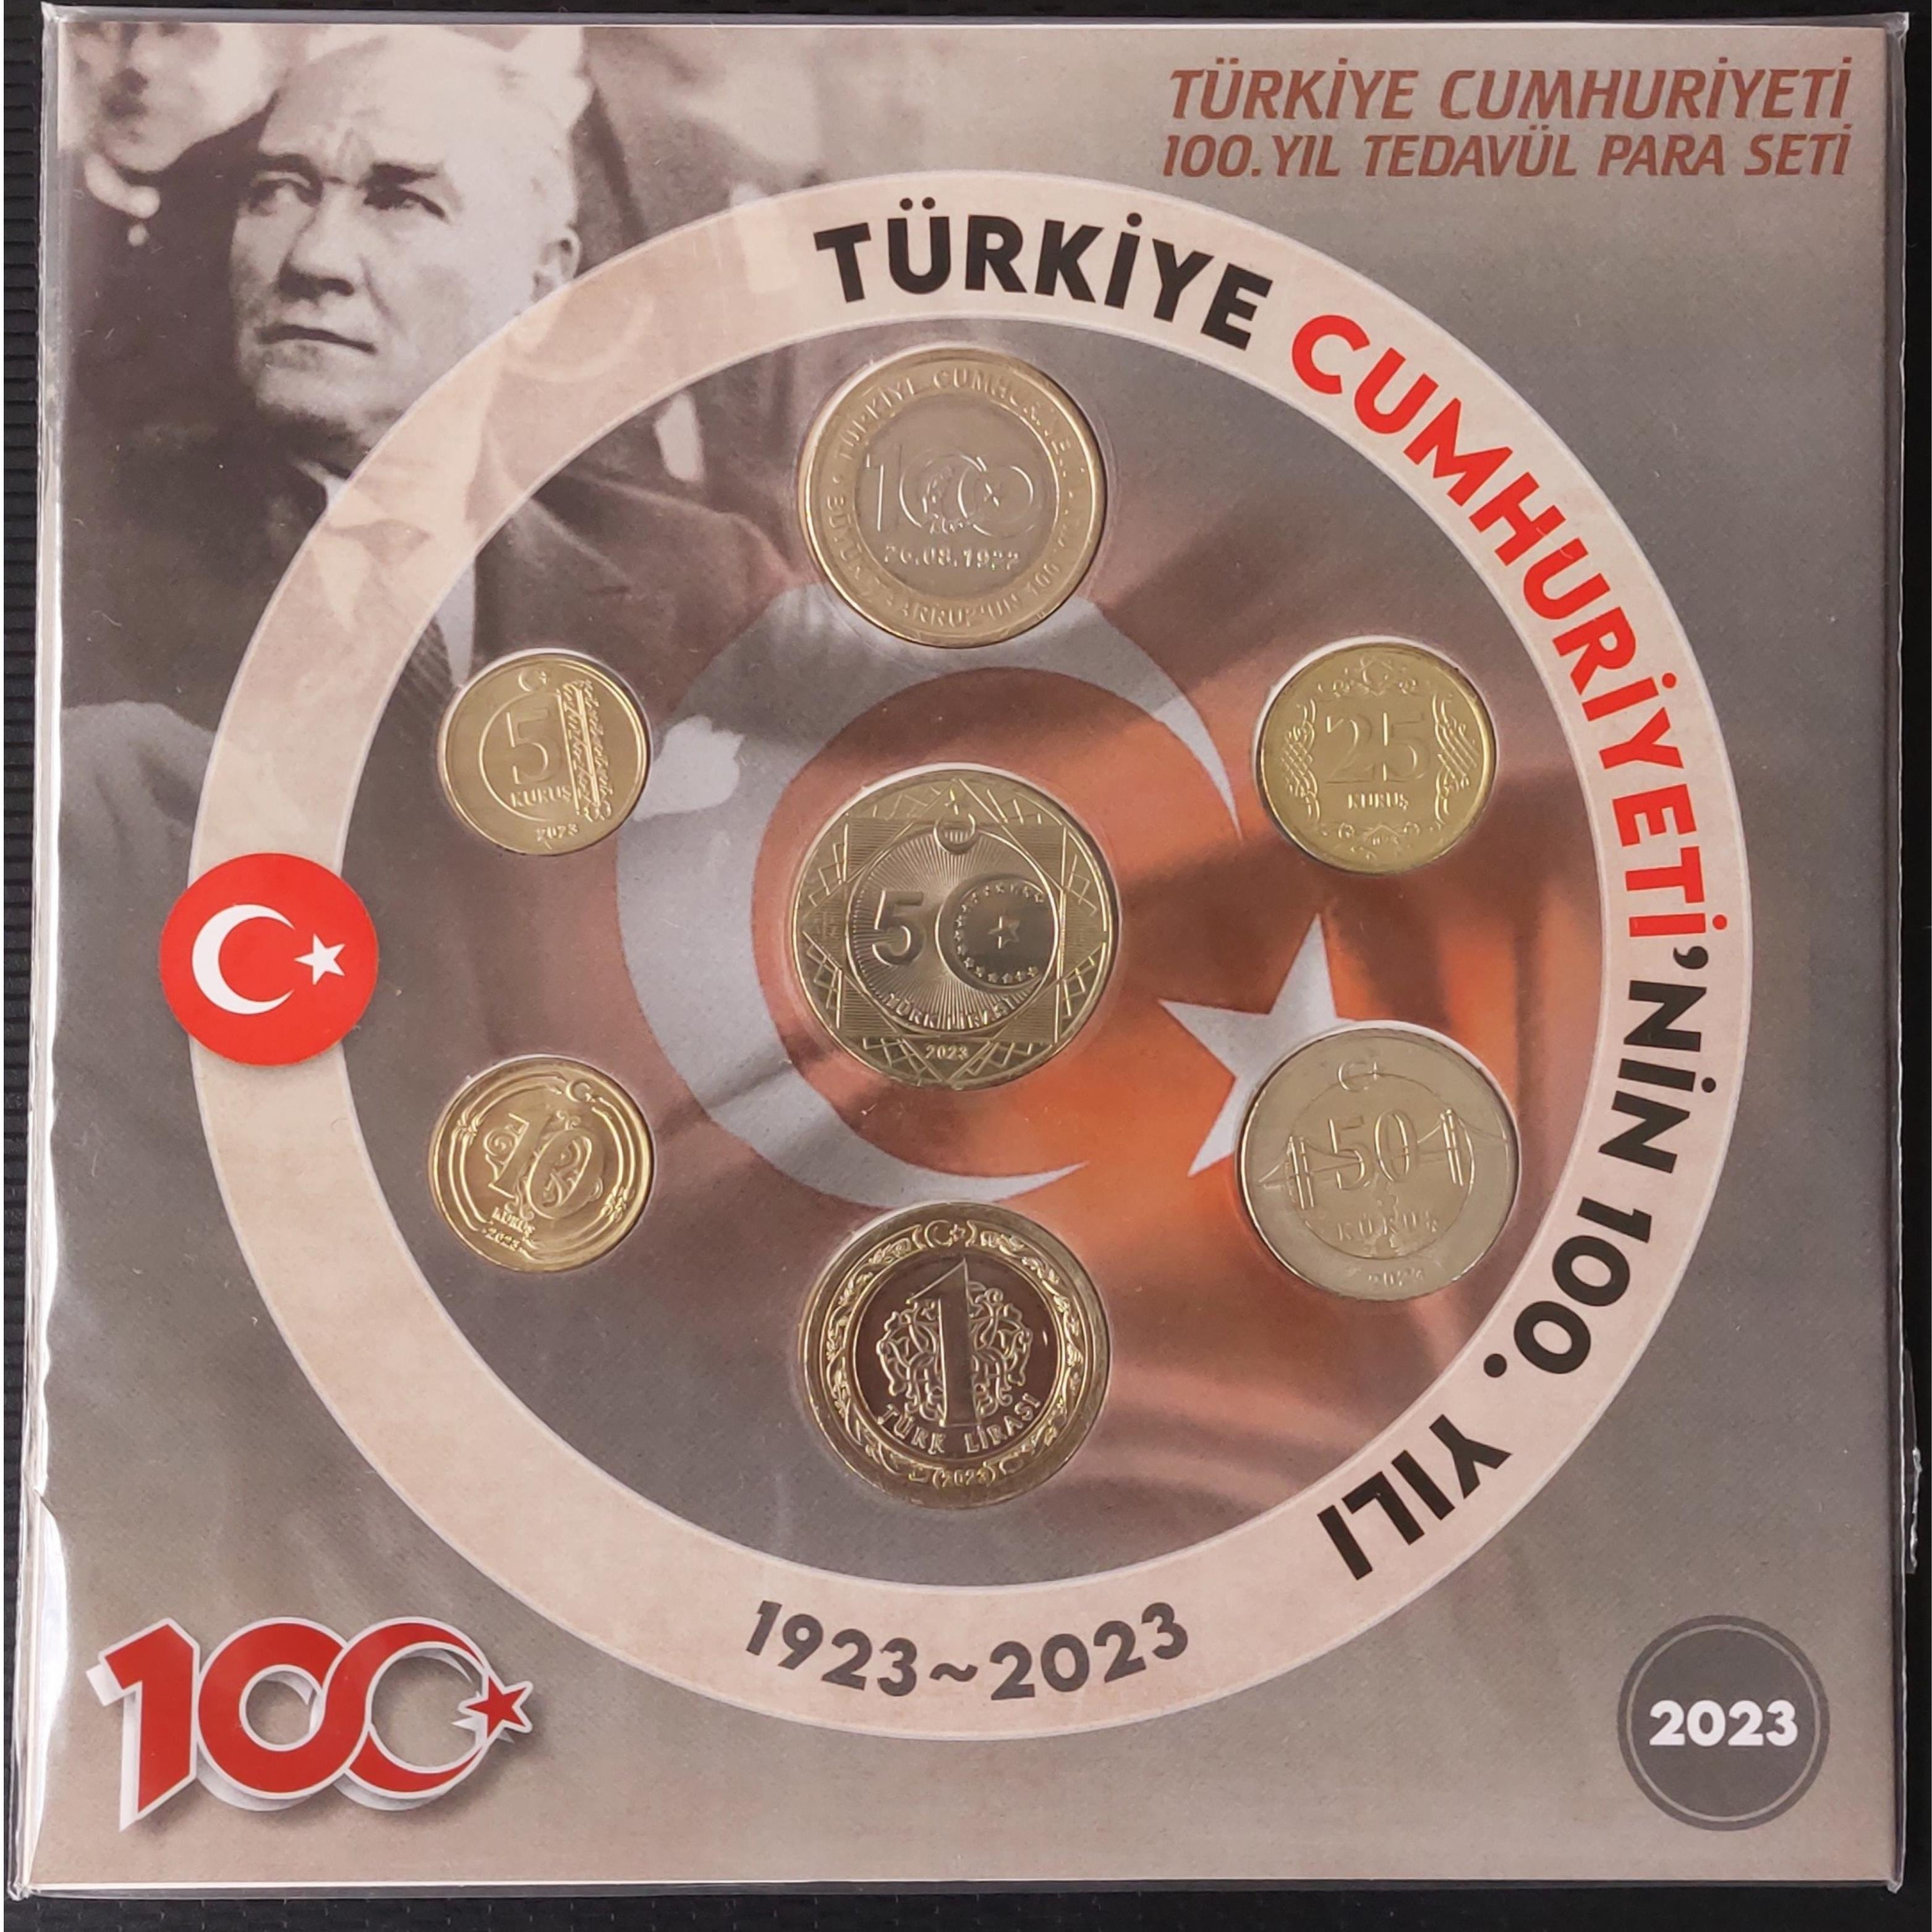 TÜRKİYE CUMHURİYETİ
100.YIL TEDAVÜL PARA SETİ
TÜRKİYE CUMHURİYETİ'NİN 100. YILI
100
26.08.1922
5
KURUŞ
2023
25
KURUŞ
50
TÜRK LİRASI
2023
10
KURUŞ
2023
50
KURUŞ
2023
1
TÜRK LİRASI
2023
1923~2023
100
2023